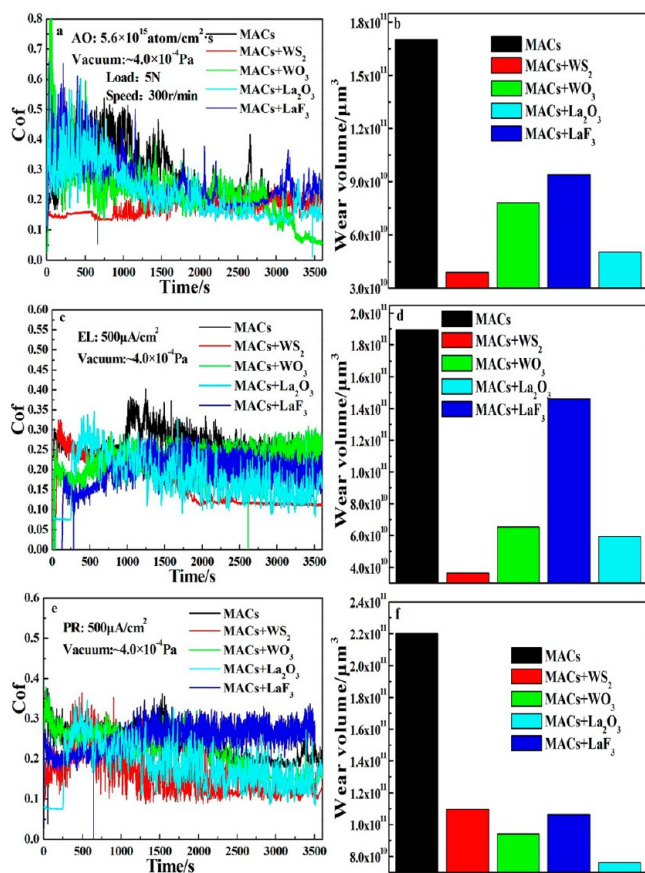 a
AO: 5.6×10¹⁵atom/cm²·s
Vacuum:~4.0×10⁻⁴Pa
Load: 5N
Speed: 300r/min
MACs
MACs+WS₂
MACs+WO₃
MACs+La₂O₃
MACs+LaF₃
Cof
0.8
0.7
0.6
0.5
0.4
0.3
0.2
0.1
0.0
0 500 1000 1500 2000 2500 3000 3500
Time/s
b
MACs
MACs+WS₂
MACs+WO₃
MACs+La₂O₃
MACs+LaF₃
Wear volume/μm³
1.7x10¹¹
1.3x10¹¹
9.0x10¹⁰
6.0x10¹⁰
3.0x10¹⁰
c
EL: 500μA/cm²
Vacuum:~4.0×10⁻⁴Pa
MACs
MACs+WS₂
MACs+WO₃
MACs+La₂O₃
MACs+LaF₃
Cof
0.60
0.55
0.50
0.45
0.40
0.35
0.30
0.25
0.20
0.15
0.10
0.05
0.00
0 500 1000 1500 2000 2500 3000 3500
Time/s
d
MACs
MACs+WS₂
MACs+WO₃
MACs+La₂O₃
MACs+LaF₃
Wear volume/μm³
1.8x10¹¹
1.6x10¹¹
1.4x10¹¹
1.2x10¹¹
1.0x10¹¹
8.0x10¹⁰
6.0x10¹⁰
4.0x10¹⁰
e
PR: 500μA/cm²
Vacuum:~4.0×10⁻⁴Pa
MACs
MACs+WS₂
MACs+WO₃
MACs+La₂O₃
MACs+LaF₃
Cof
0.6
0.5
0.4
0.3
0.2
0.1
0.0
0 500 1000 1500 2000 2500 3000 3500
Time/s
f
MACs
MACs+WS₂
MACs+WO₃
MACs+La₂O₃
MACs+LaF₃
Wear volume/μm³
2.2x10¹¹
2.0x10¹¹
1.8x10¹¹
1.6x10¹¹
1.4x10¹¹
1.2x10¹¹
1.0x10¹¹
8.0x10¹⁰